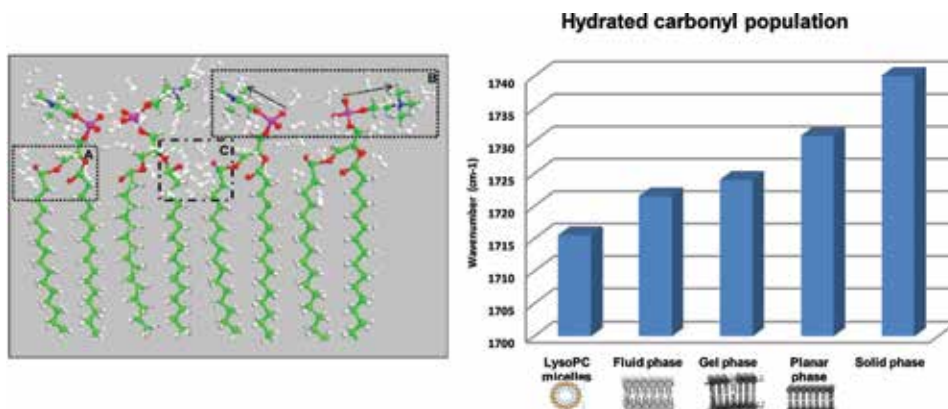 Hydrated carbonyl population
A
B
C
Wavenumber (cm-1)
1740
1735
1730
1725
1720
1715
1710
1705
1700
LysoPC micelles
Fluid phase
Gel phase
Planar phase
Solid phase